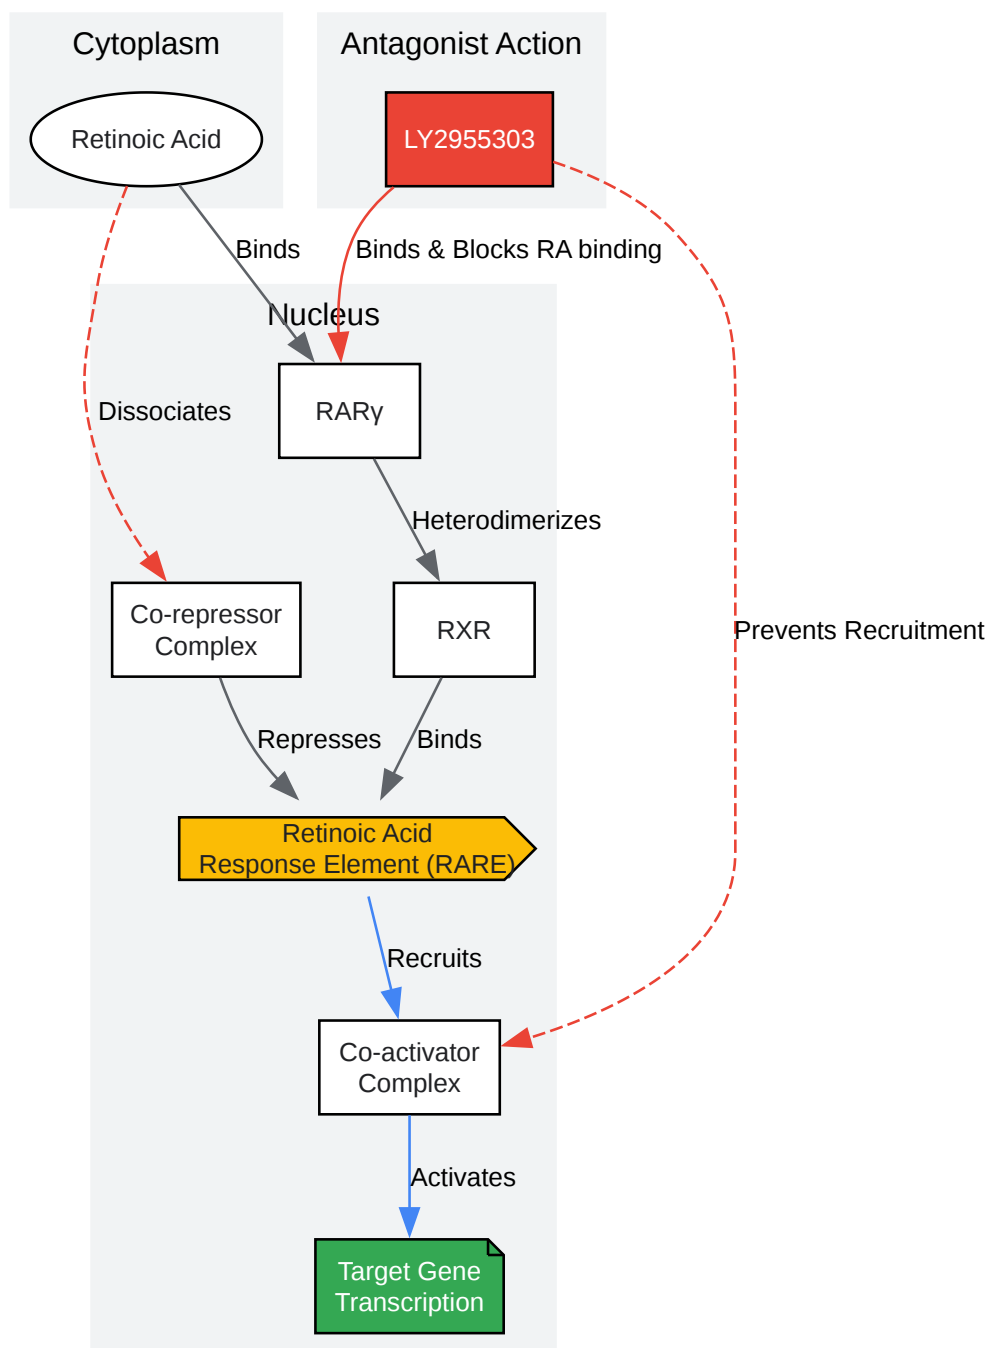 Cytoplasm
Antagonist Action
Retinoic Acid
LY2955303
Binds
Binds & Blocks RA binding
Nucleus
RARγ
Dissociates
Heterodimerizes
Co-repressor
Complex
RXR
Prevents Recruitment
Represses
Binds
Retinoic Acid
Response Element (RARE)
Recruits
Co-activator
Complex
Activates
Target Gene
Transcription